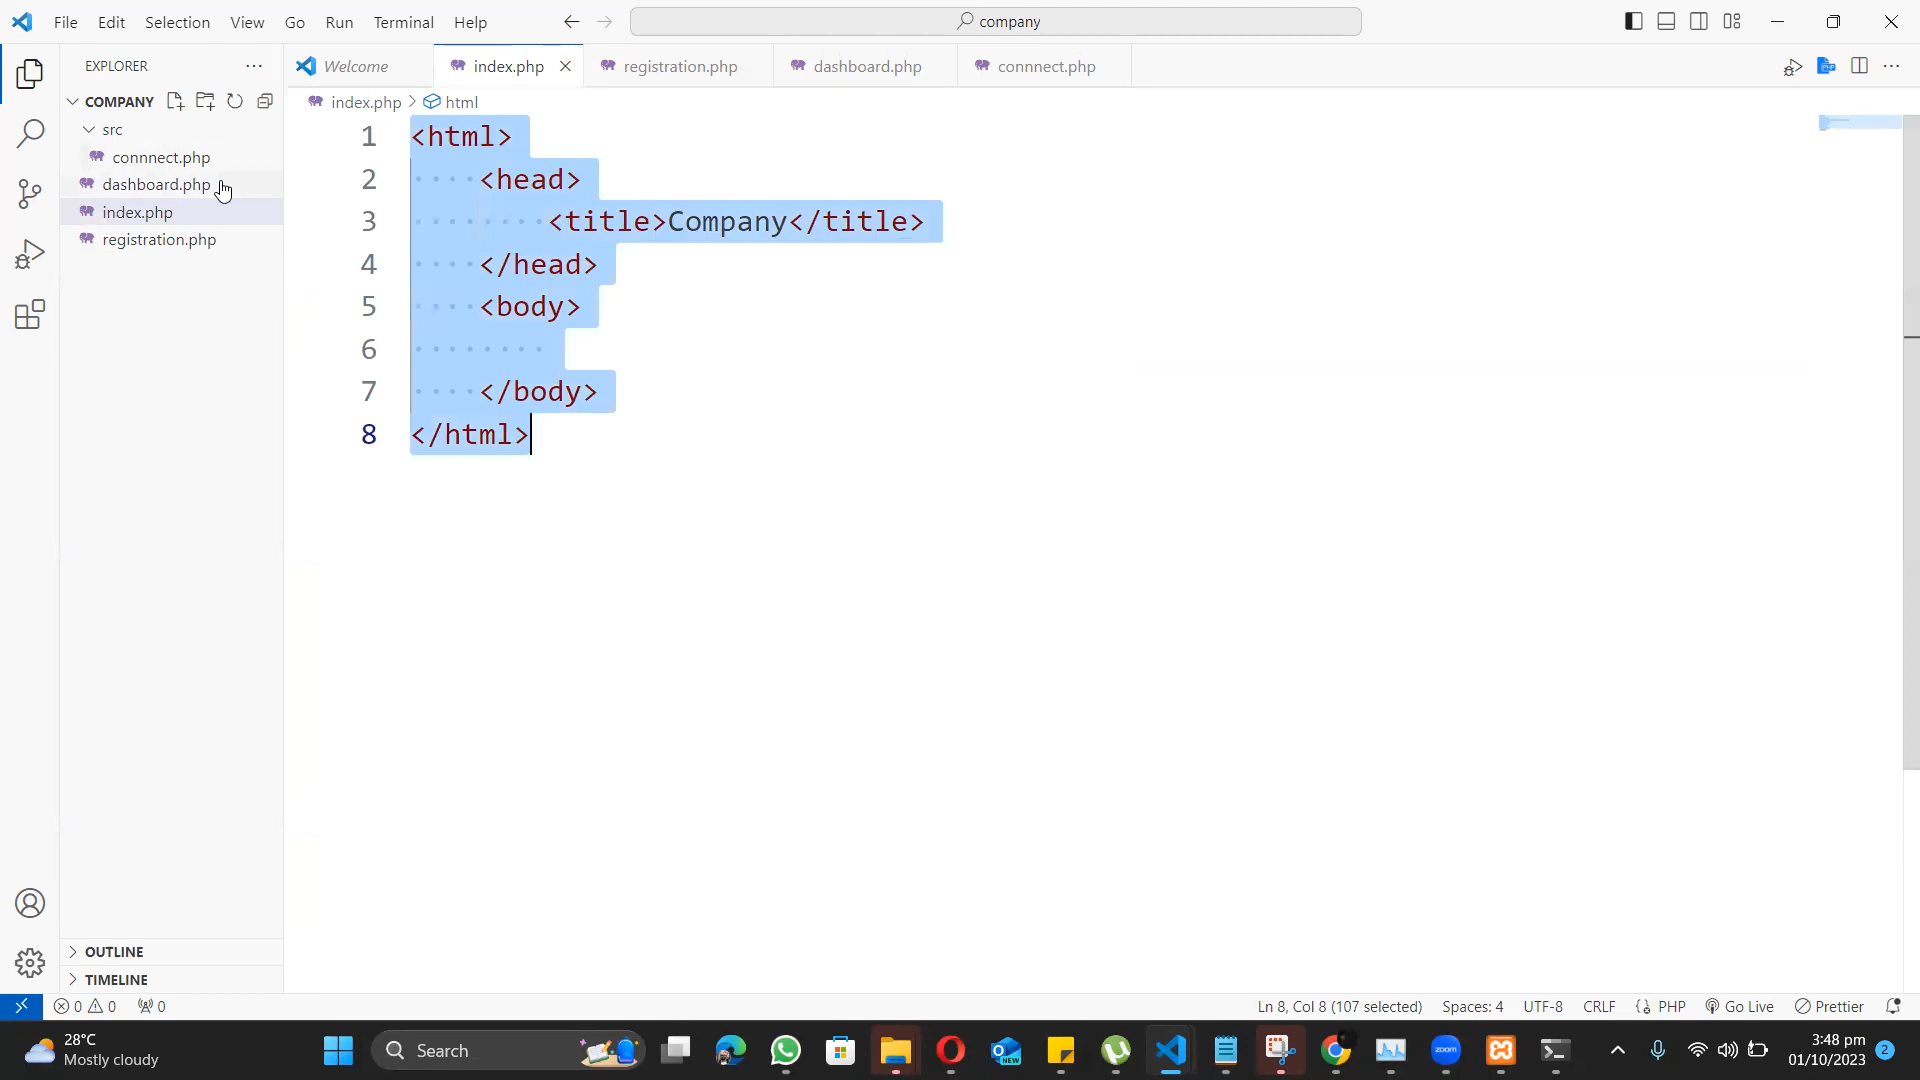 File Edit Selection View Go Run Terminal Help
company
EXPLORER
COMPANY
src
connnect.php
dashboard.php
index.php
registration.php
OUTLINE
TIMELINE
Welcome
index.php
registration.php
dashboard.php
connnect.php
index.php > html
1 <html>
2 <head>
3 <title>Company</title>
4 </head>
5 <body>
6
7 </body>
8 </html>
0 0 0
Ln 8, Col 8 (107 selected) Spaces: 4 UTF-8 CRLF PHP Go Live Prettier
28°C
Mostly cloudy
Search
NEW
zoom
3:48 pm
01/10/2023
2